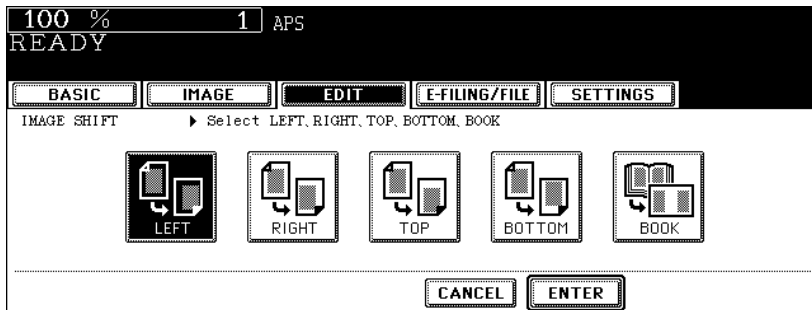 100 % 1 APS
READY
BASIC IMAGE EDIT E-FILING/FILE SETTINGS
IMAGE SHIFT ▶ Select LEFT, RIGHT, TOP, BOTTOM, BOOK
LEFT RIGHT TOP BOTTOM BOOK
CANCEL ENTER